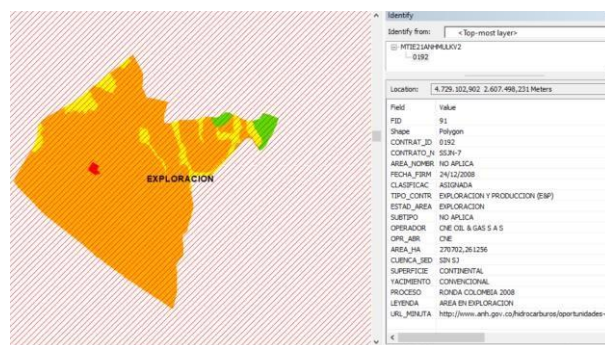 EXPLORACION
Identify
Identify from: <Top-most layer>
MTIE21ANHMULKV2
0192
Location: 4.729.102,902 2.607.498,231 Meters
Field Value
FID 91
Shape Polygon
CONTRAT_ID 0192
CONTRATO_N SSJN-7
AREA_NOMBR NO APLICA
FECHA_FIRM 24/12/2008
CLASIFICAC ASIGNADA
TIPO_CONTR EXPLORACION Y PRODUCCION (E&P)
ESTAD_AREA EXPLORACION
SUBTIPO NO APLICA
OPERADOR CNE OIL & GAS S A S
OPR_ABR CNE
AREA_HA 270702,261256
CUENCA_SED SIN SJ
SUPERFICIE CONTINENTAL
YACIMIENTO CONVENCIONAL
PROCESO RONDA COLOMBIA 2008
LEYENDA AREA EN EXPLORACION
URL_MINUTA http://www.anh.gov.co/hidrocarburos/oportunidades-